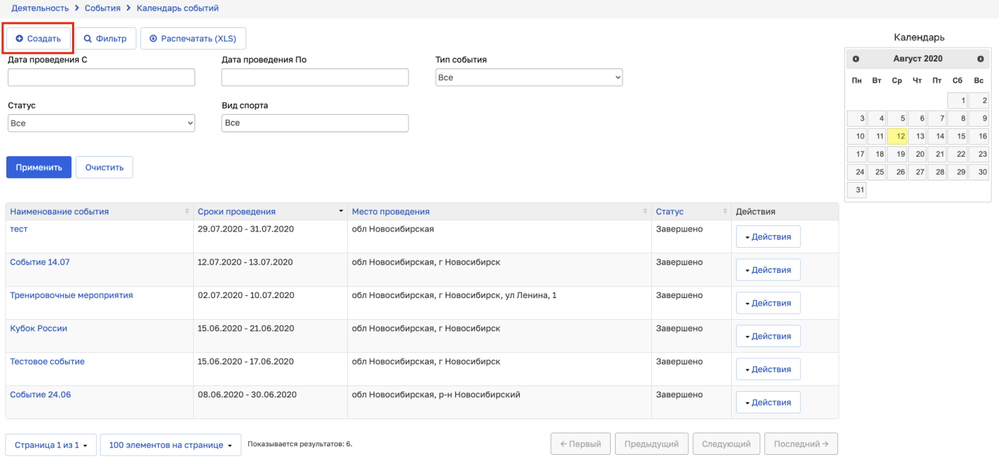 Деятельность > События > Календарь событий
Создать Фильтр Распечатать (XLS)
Дата проведения С Дата проведения По Тип события
Все
Статус Вид спорта
Все Все
Применить Очистить
Календарь
Август 2020
Пн Вт Ср Чт Пт Сб Вс
1 2
3 4 5 6 7 8 9
10 11 12 13 14 15 16
17 18 19 20 21 22 23
24 25 26 27 28 29 30
31
Наименование события Сроки проведения Место проведения Статус Действия
тест 29.07.2020 - 31.07.2020 обл Новосибирская Завершено Действия
Событие 14.07 12.07.2020 - 13.07.2020 обл Новосибирская, г Новосибирск Завершено Действия
Тренировочные мероприятия 02.07.2020 - 10.07.2020 обл Новосибирская, г Новосибирск, ул Ленина, 1 Завершено Действия
Кубок России 15.06.2020 - 21.06.2020 обл Новосибирская, г Новосибирск Завершено Действия
Тестовое событие 15.06.2020 - 17.06.2020 обл Новосибирская, г Новосибирск Завершено Действия
Событие 24.06 08.06.2020 - 30.06.2020 обл Новосибирская, р-н Новосибирский Завершено Действия
Страница 1 из 1 100 элементов на странице Показывается результатов: 6. ← Первый Предыдущий Следующий Последний →